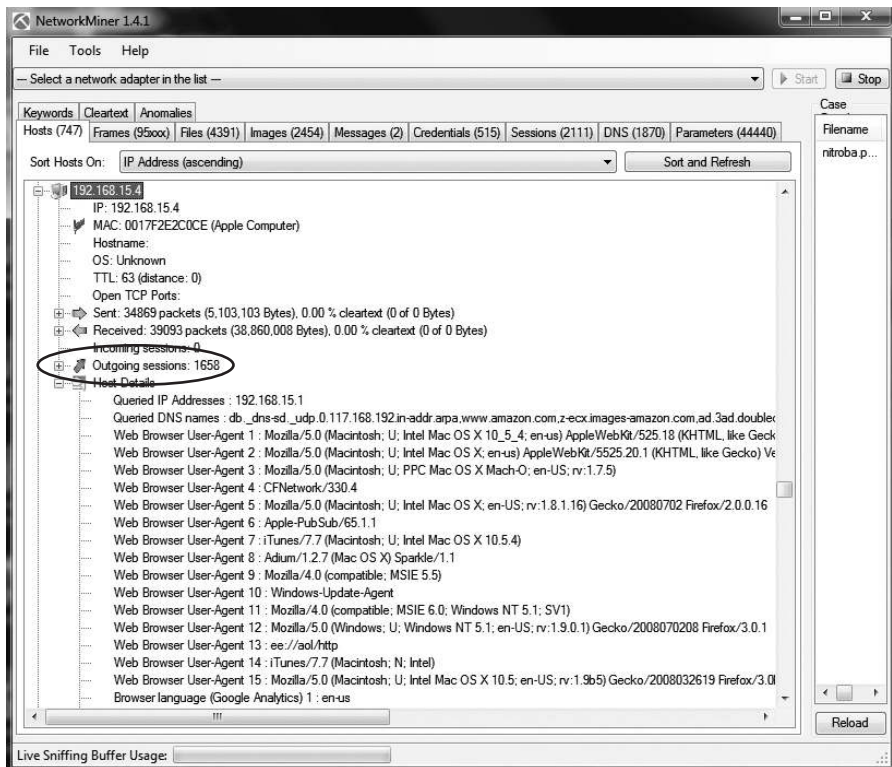 NetworkMiner 1.4.1
File Tools Help
--- Select a network adapter in the list ---
Start
Stop
Keywords Cleartext Anomalies
Hosts (747) Frames (95xxx) Files (4391) Images (2454) Messages (2) Credentials (515) Sessions (2111) DNS (1870) Parameters (44440)
Sort Hosts On: IP Address (ascending)
Sort and Refresh
Case
Filename
nitroba.p...
192.168.15.4
IP: 192.168.15.4
MAC: 0017F2E2C0CE (Apple Computer)
Hostname:
OS: Unknown
TTL: 63 (distance: 0)
Open TCP Ports:
Sent: 34869 packets (5,103,103 Bytes), 0.00 % cleartext (0 of 0 Bytes)
Received: 39093 packets (38,860,008 Bytes), 0.00 % cleartext (0 of 0 Bytes)
Incoming sessions: 0
Outgoing sessions: 1658
Host Details
Queried IP Addresses : 192.168.15.1
Queried DNS names : db._dns-sd._udp.0.117.168.192.in-addr.arpa,www.amazon.com,z-ecx.images-amazon.com,ad.3ad.doublec
Web Browser User-Agent 1 : Mozilla/5.0 (Macintosh; U; Intel Mac OS X 10_5_4; en-us) AppleWebKit/525.18 (KHTML, like Geck
Web Browser User-Agent 2 : Mozilla/5.0 (Macintosh; U; Intel Mac OS X; en-us) AppleWebKit/5525.20.1 (KHTML, like Gecko) Ve
Web Browser User-Agent 3 : Mozilla/5.0 (Macintosh; U; PPC Mac OS X Mach-O; en-US; rv:1.7.5)
Web Browser User-Agent 4 : CFNetwork/330.4
Web Browser User-Agent 5 : Mozilla/5.0 (Macintosh; U; Intel Mac OS X; en-US; rv:1.8.1.16) Gecko/20080702 Firefox/2.0.0.16
Web Browser User-Agent 6 : Apple-PubSub/65.1.1
Web Browser User-Agent 7 : iTunes/7.7 (Macintosh; U; Intel Mac OS X 10.5.4)
Web Browser User-Agent 8 : Adium/1.2.7 (Mac OS X) Sparkle/1.1
Web Browser User-Agent 9 : Mozilla/4.0 (compatible; MSIE 5.5)
Web Browser User-Agent 10 : Windows-Update-Agent
Web Browser User-Agent 11 : Mozilla/4.0 (compatible; MSIE 6.0; Windows NT 5.1; SV1)
Web Browser User-Agent 12 : Mozilla/5.0 (Windows; U; Windows NT 5.1; en-US; rv:1.9.0.1) Gecko/2008070208 Firefox/3.0.1
Web Browser User-Agent 13 : ee://aol/http
Web Browser User-Agent 14 : iTunes/7.7 (Macintosh; N; Intel)
Web Browser User-Agent 15 : Mozilla/5.0 (Macintosh; U; Intel Mac OS X 10.5; en-US; rv:1.9b5) Gecko/2008032619 Firefox/3.0
Browser language (Google Analytics) 1 : en-us
Reload
Live Sniffing Buffer Usage: